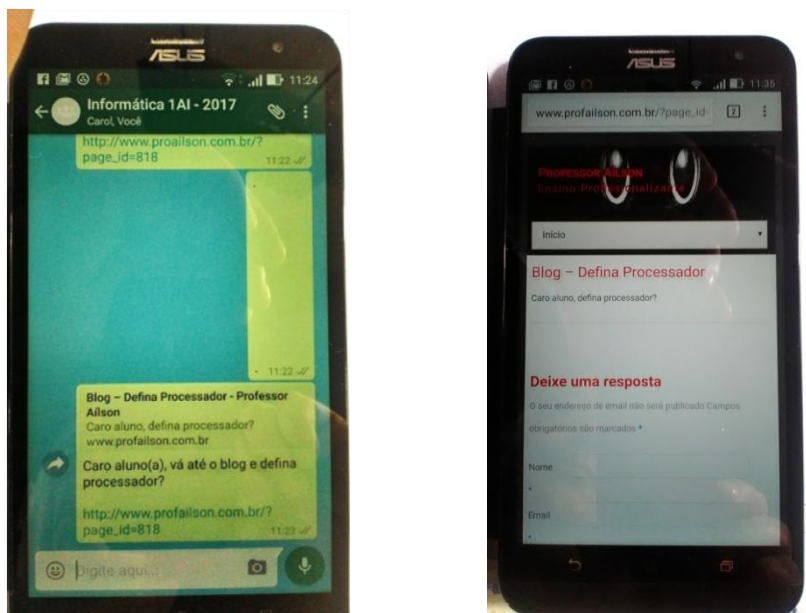 ASUS
11:24
Informática 1AI - 2017
Carol, Você
http://www.proailson.com.br/?
page_id=818
11:22
.
. 11:22
Blog – Defina Processador - Professor
Aílson
Caro aluno, defina processador?
www.profailson.com.br
Caro aluno(a), vá até o blog e defina
processador?
http://www.profailson.com.br/?
page_id=818
11:23
Digite aqui...
ASUS
11:35
www.profailson.com.br/?page_id=
2
PROFESSOR AÍLSON
Ensino Profissionalizante
Início
Blog – Defina Processador
Caro aluno, defina processador?
Deixe uma resposta
O seu endereço de email não será publicado Campos
obrigatórios são marcados *
Nome
*
Email
*